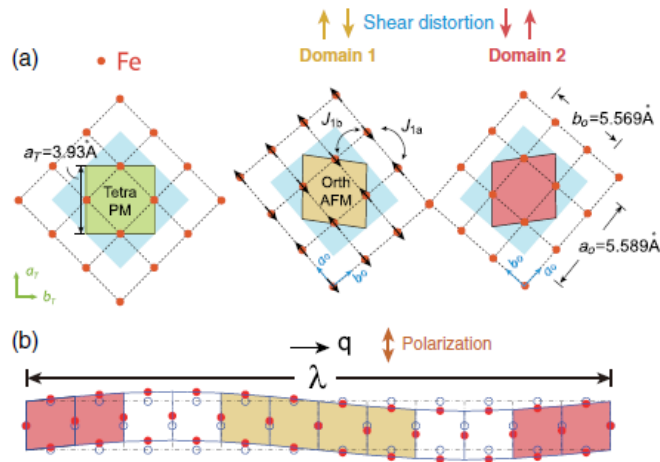 Shear distortion
Domain 1
Domain 2
(a)
Fe
J1b
J1a
bo=5.569Å
aT=3.93Å
Tetra
PM
Orth
AFM
ao=5.589Å
aT
bT
ao
bo
bo
ao
(b)
q
Polarization
λ